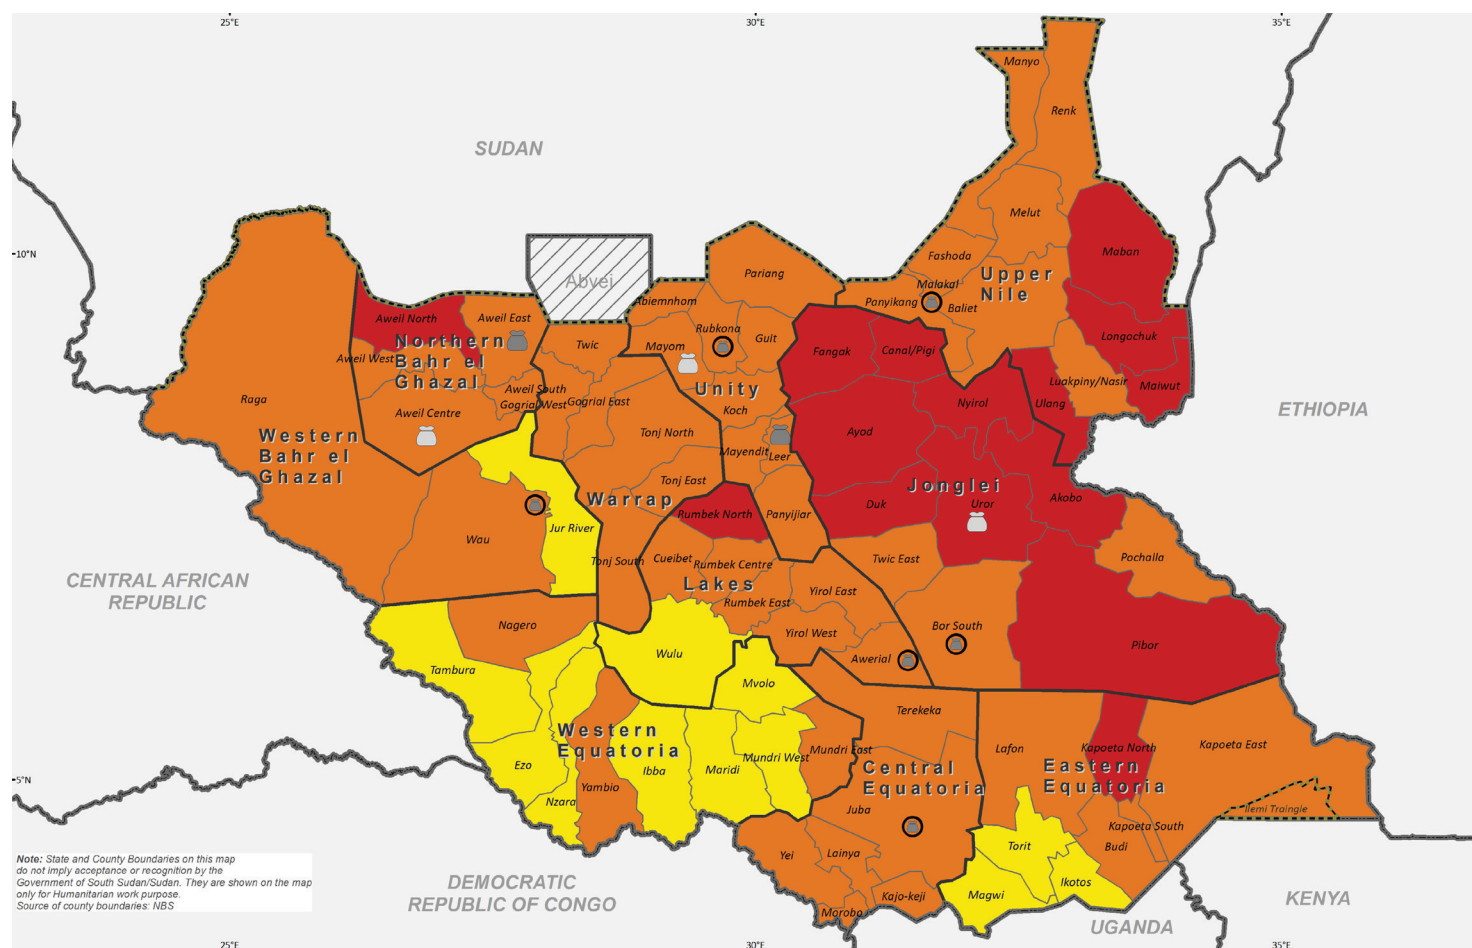 25°E
30°E
35°E
Manyo
Renk
SUDAN
Melut
Maban
10°N
10°N
Fashoda
Upper
Nile
Abyei
Pariang
Malakal
Abiemnhom
Panyikang
Baliet
Aweil North
Aweil East
Rubkona
Guit
Longochuk
Northern
Bahr el
Ghazal
Twic
Mayom
Fangak
Canal/Pigi
Aweil West
Unity
Luakpiny/Nasir
Maiwut
Aweil South
Raga
Gogrial West
Gogrial East
Koch
Nyirol
Ulang
ETHIOPIA
Aweil Centre
Tonj North
Ayod
Western
Bahr el
Ghazal
Mayendit
Leer
Tonj East
Jonglei
Warrap
Akobo
Rumbek North
Panyijiar
Duk
Uror
Jur River
Wau
Tonj South
Cueibet
Rumbek Centre
Twic East
Pochalla
Lakes
CENTRAL AFRICAN
REPUBLIC
Yirol East
Rumbek East
Nagero
Yirol West
Bor South
Wulu
Awerial
Pibor
Tambura
Mvolo
Terekeka
Western
Equatoria
Mundri East
Lafon
Kapoeta North
Kapoeta East
Ezo
Ibba
Maridi
Mundri West
Central
Equatoria
Eastern
Equatoria
5°N
Yambio
Nzara
Juba
Ilemi Traingle
Kapoeta South
Yei
Lainya
Torit
Budi
Note: State and County Boundaries on this map
do not imply acceptance or recognition by the
Government of South Sudan/Sudan. They are shown on the map
only for Humanitarian work purpose.
Source of county boundaries: NBS
DEMOCRATIC
REPUBLIC OF CONGO
Kajo-keji
Magwi
Ikotos
KENYA
Morobo
UGANDA
25°E
30°E
35°E